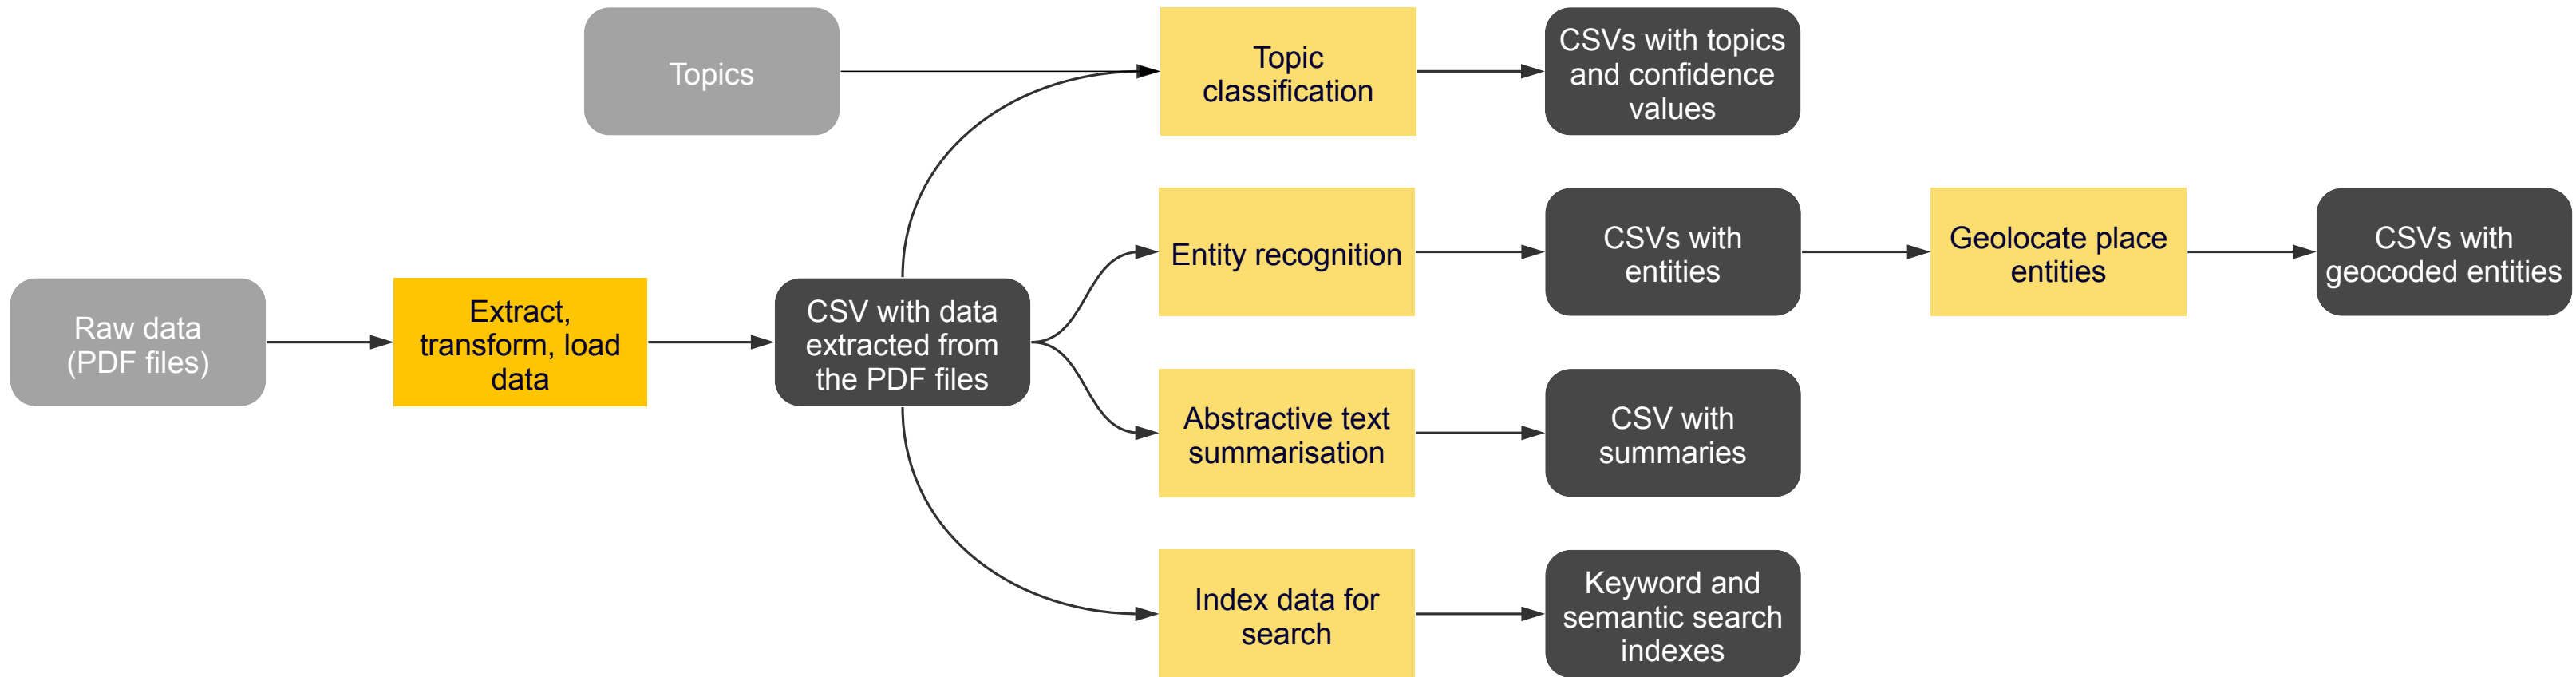 Topics
Topic
classification
CSVs with topics
and confidence
values
Entity recognition
CSVs with
entities
Geolocate place
entities
CSVs with
geocoded entities
Raw data
(PDF files)
Extract,
transform, load
data
CSV with data
extracted from
the PDF files
Abstractive text
summarisation
CSV with
summaries
Index data for
search
Keyword and
semantic search
indexes